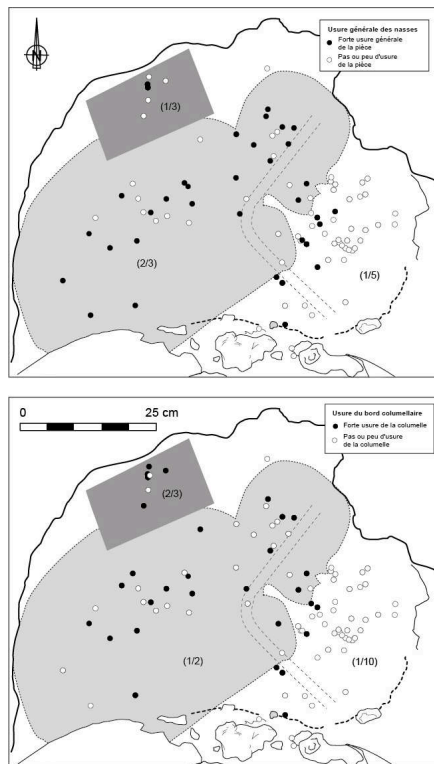 Usure générale des nasses
Forte usure générale
de la pièce
Pas ou peu d'usure
de la pièce
N
(1/3)
(2/3)
(1/5)
0 25 cm
Usure du bord columellaire
Forte usure de la columelle
Pas ou peu d'usure
de la columelle
(2/3)
(1/2)
(1/10)